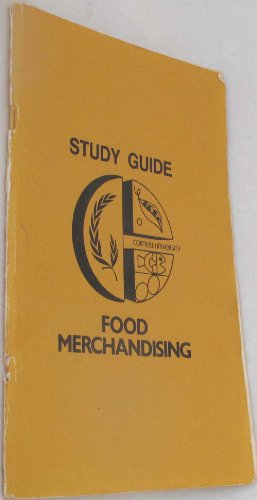 STUDY GUIDE
CORNELL UNIVERSITY
FOOD
MERCHANDISING